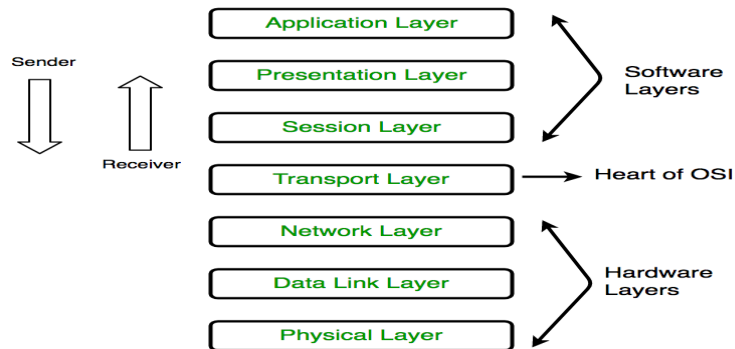 Application Layer
Sender
Presentation Layer
Software
Layers
Session Layer
Receiver
Transport Layer
Heart of OSI
Network Layer
Hardware
Layers
Data Link Layer
Physical Layer